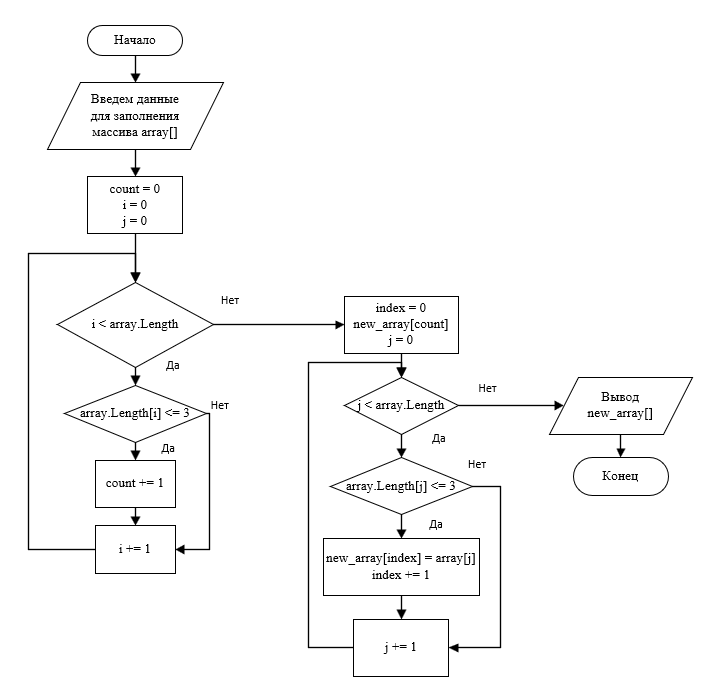 Начало
Введем данные
для заполнения
массива array[]
count = 0
i = 0
j = 0
i < array.Length
Нет
Да
array.Length[i] <= 3
Нет
Да
count += 1
i += 1
index = 0
new_array[count]
j = 0
j < array.Length
Нет
Да
array.Length[j] <= 3
Нет
Да
new_array[index] = array[j]
index += 1
j += 1
Вывод
new_array[]
Конец